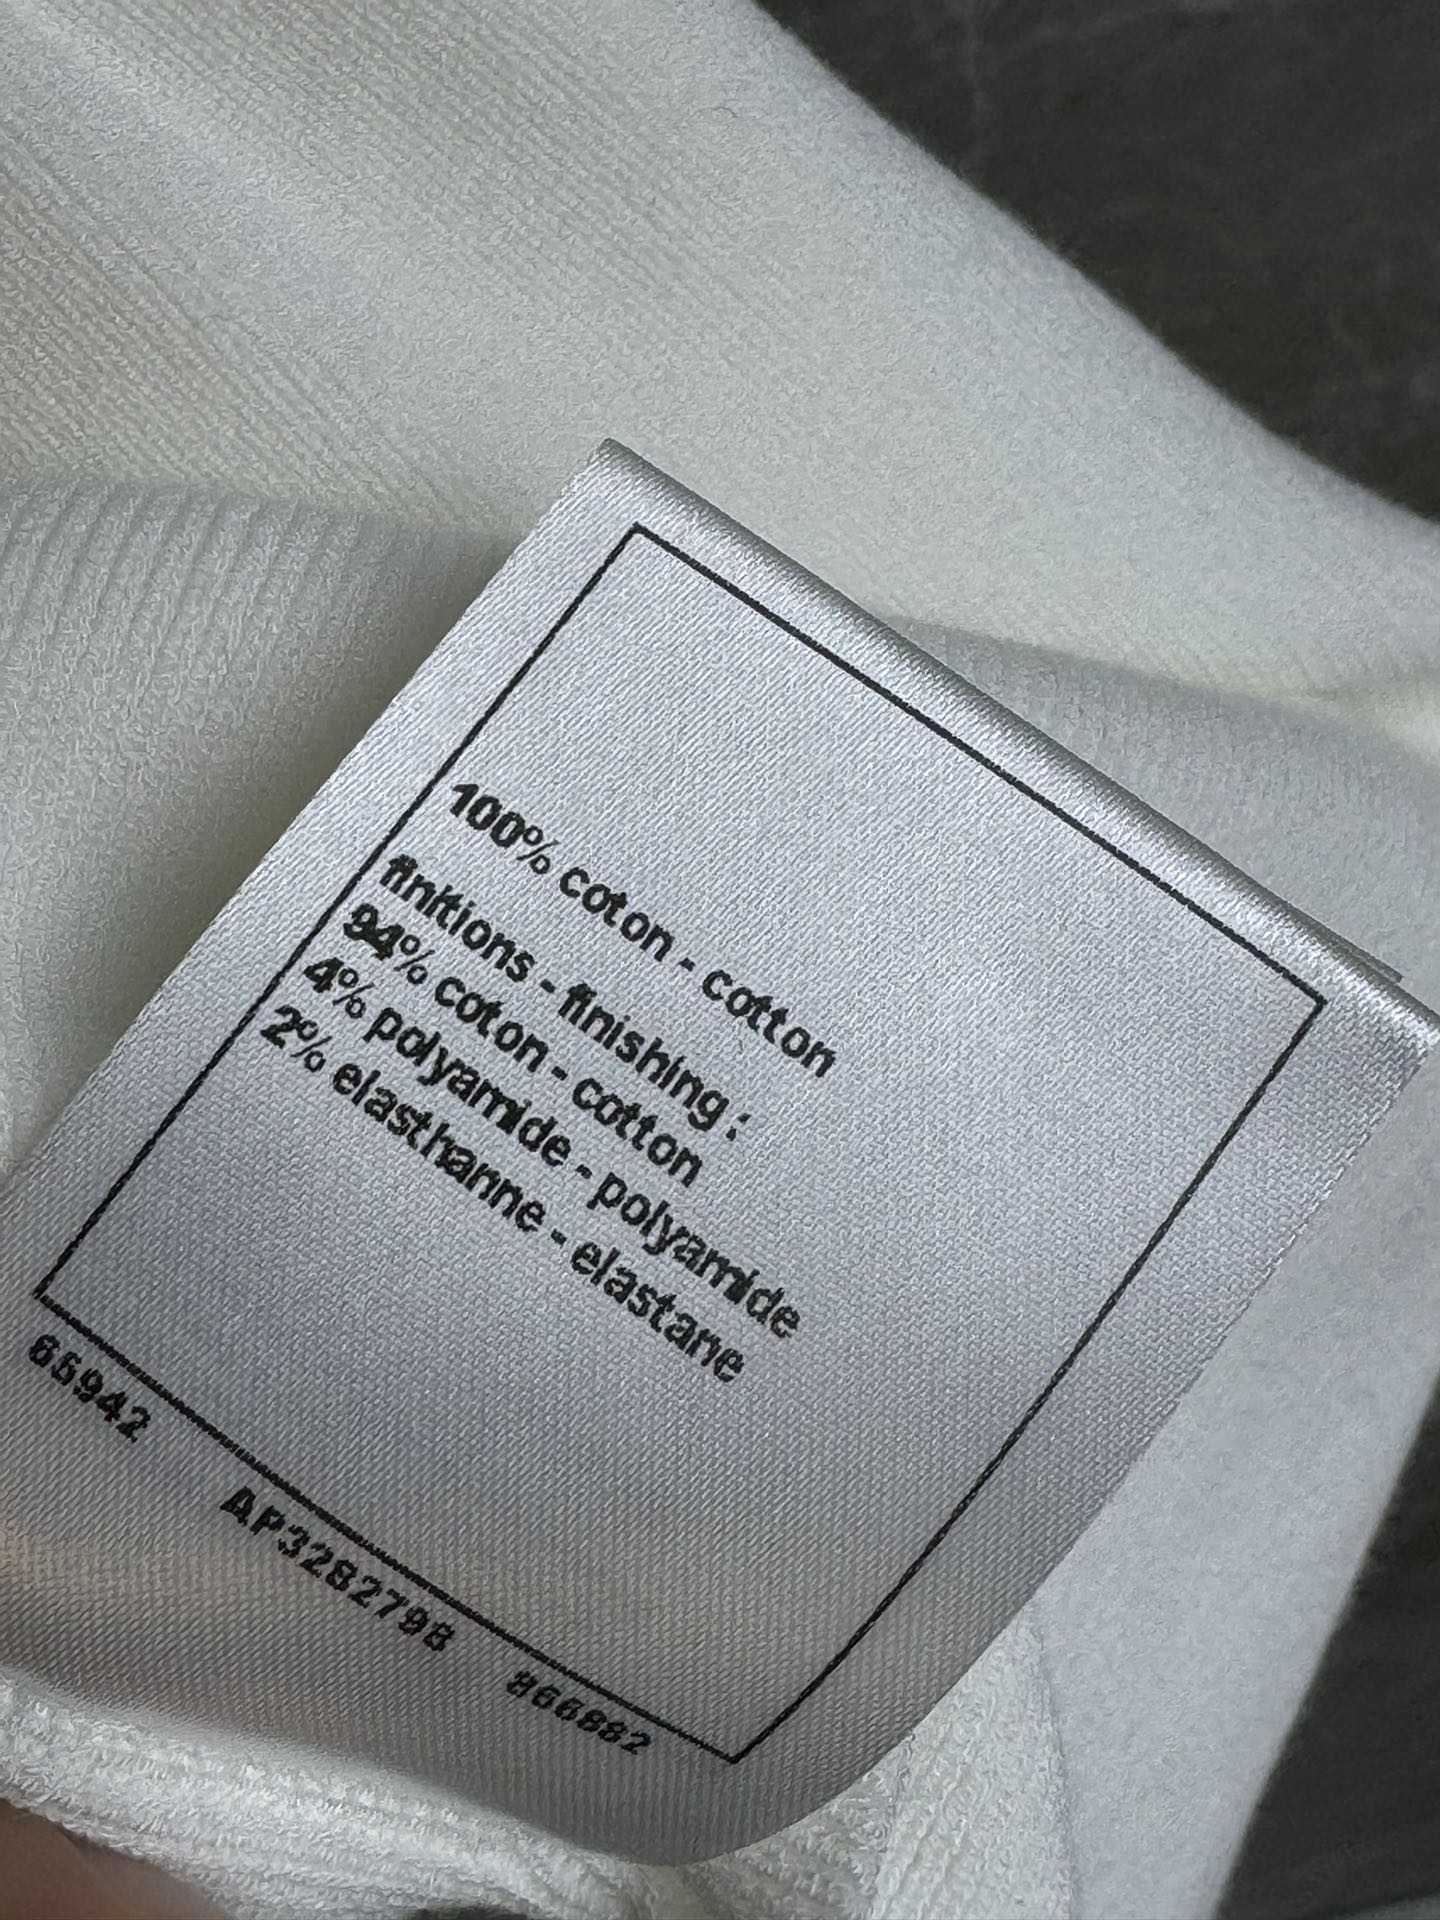 100% coton - cotton
finitions - finishing :
94% coton - cotton
4% polyamide - polyamide
2% elasthanne - elastane
65942 AP3282798 866882